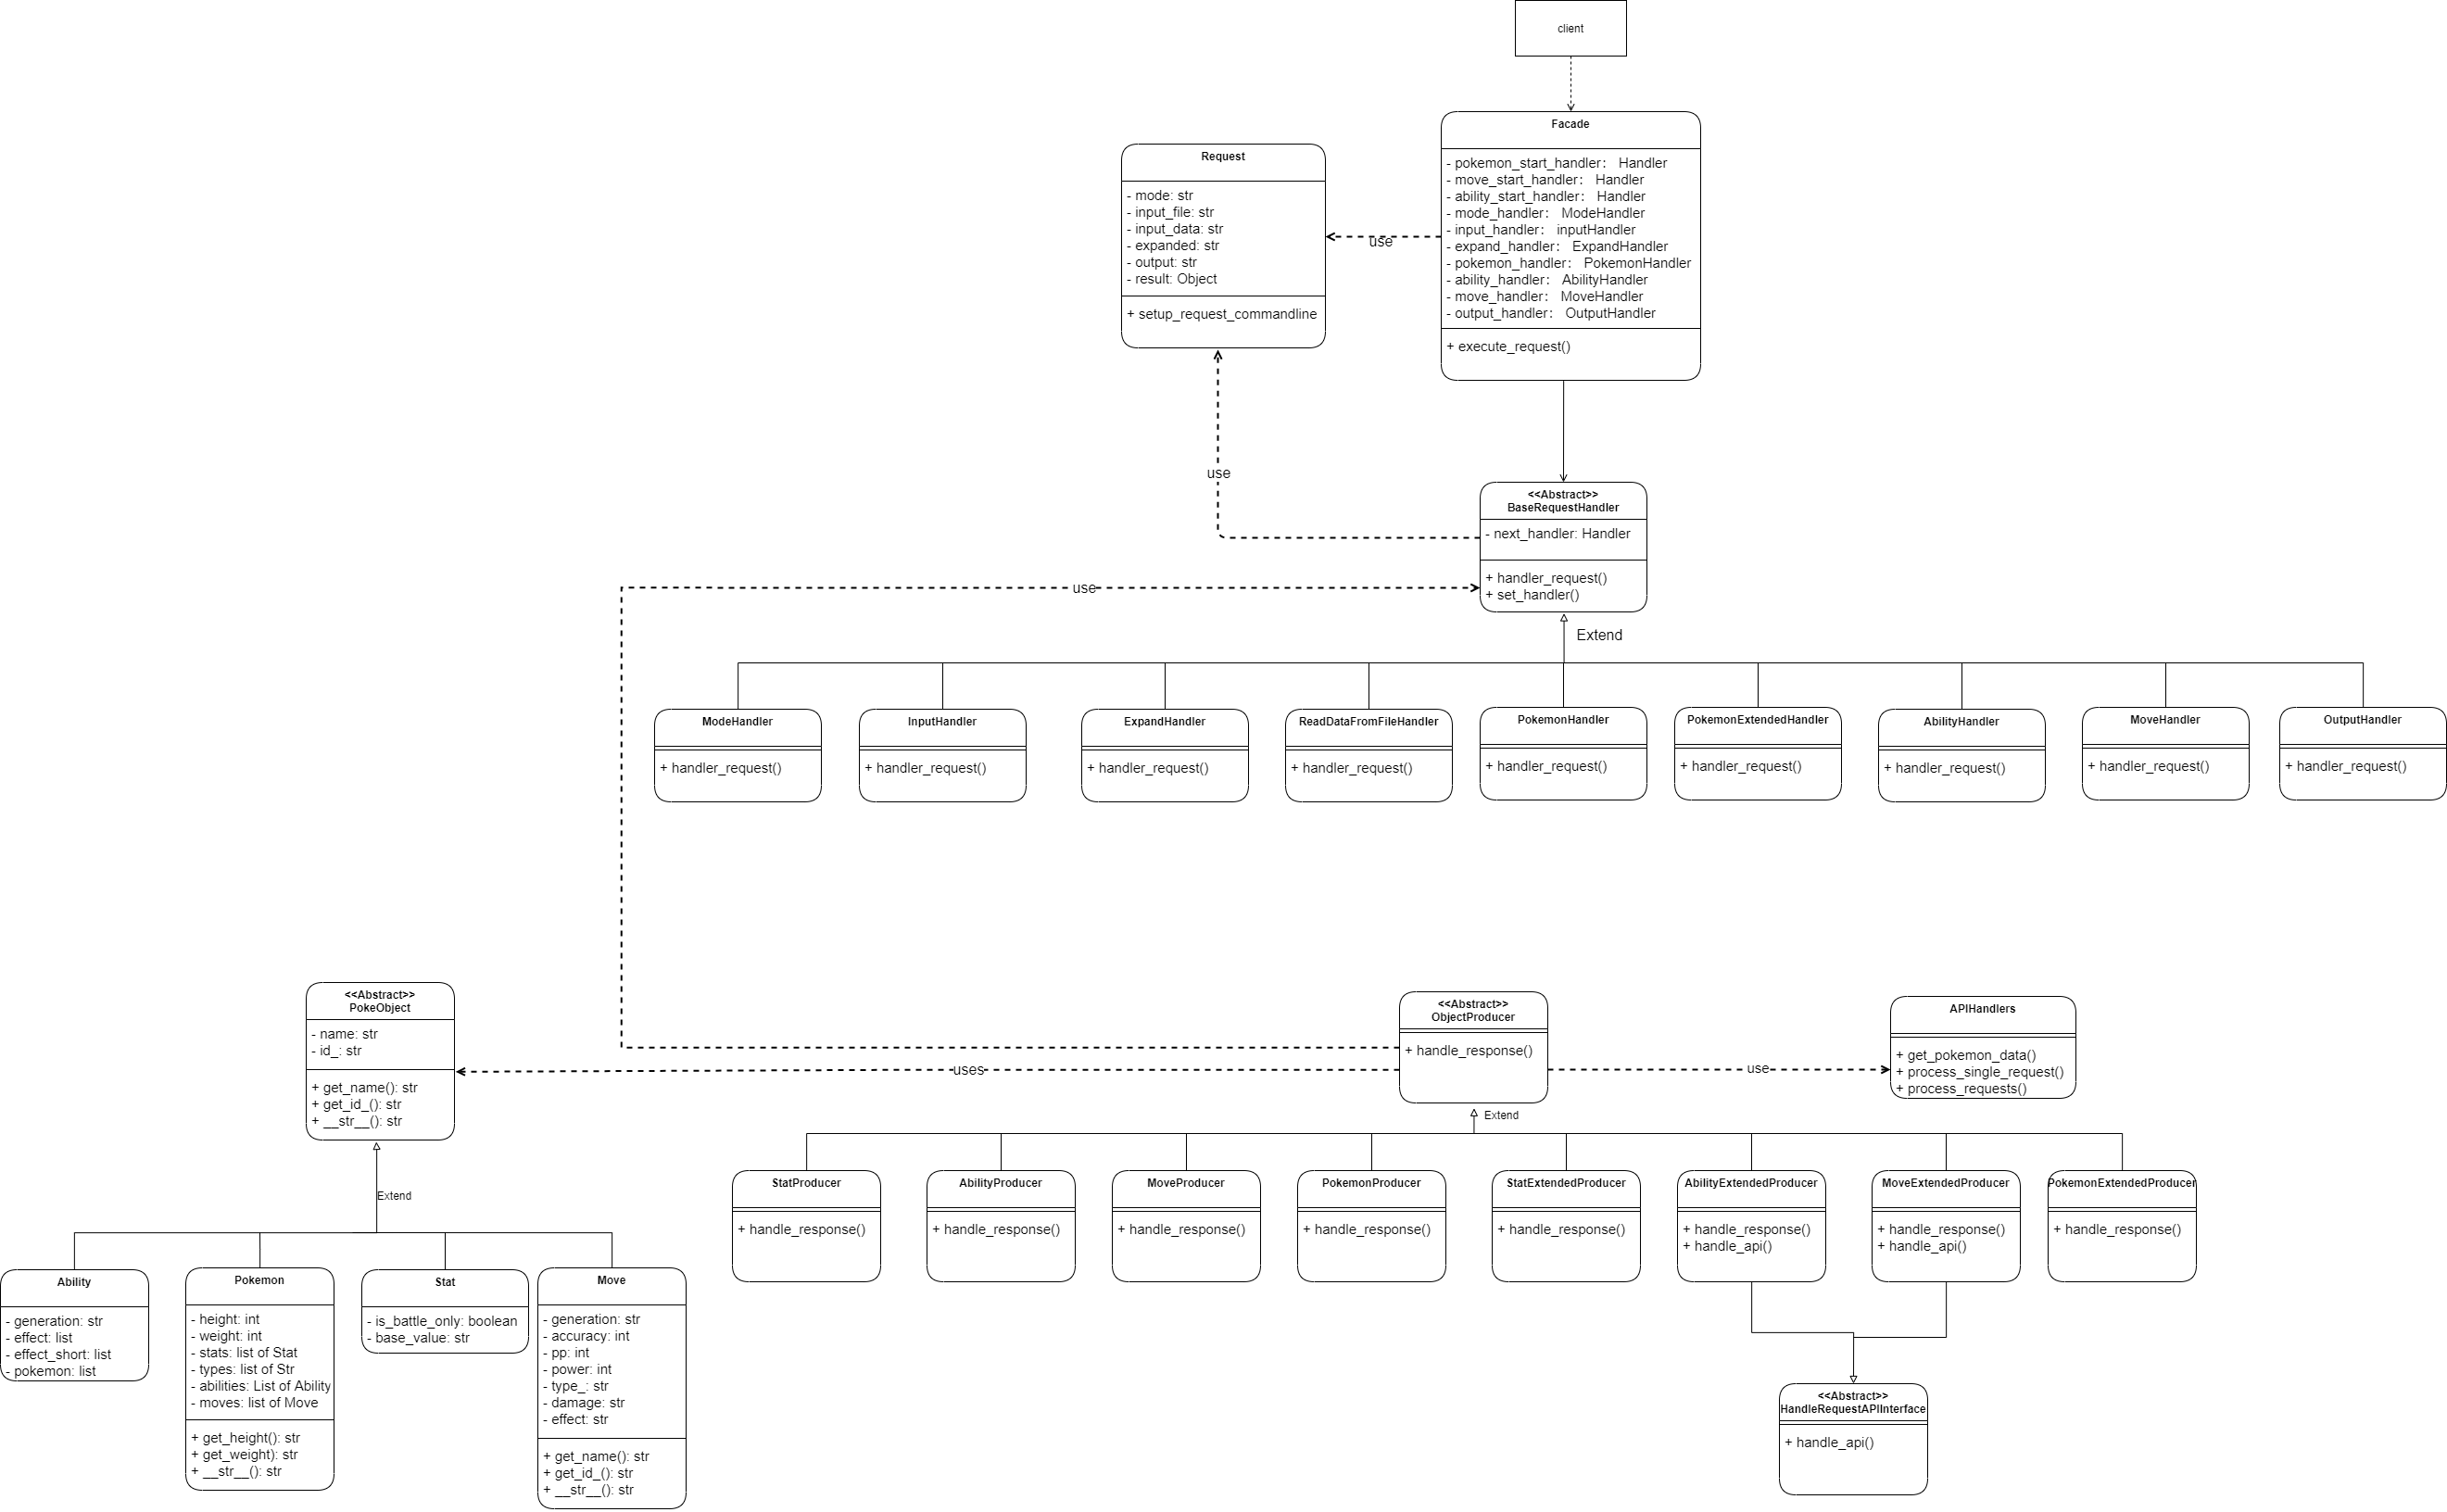 client
Facade
- pokemon_start_handler: Handler
- move_start_handler: Handler
- ability_start_handler: Handler
- mode_handler: ModeHandler
- input_handler: inputHandler
- expand_handler: ExpandHandler
- pokemon_handler: PokemonHandler
- ability_handler: AbilityHandler
- move_handler: MoveHandler
- output_handler: OutputHandler
+ execute_request()
Request
- mode: str
- input_file: str
- input_data: str
- expanded: str
- output: str
- result: Object
+ setup_request_commandline
use
use
<<Abstract>>
BaseRequestHandler
- next_handler: Handler
+ handler_request()
+ set_handler()
use
Extend
ModeHandler
+ handler_request()
InputHandler
+ handler_request()
ExpandHandler
+ handler_request()
ReadDataFromFileHandler
+ handler_request()
PokemonHandler
+ handler_request()
PokemonExtendedHandler
+ handler_request()
AbilityHandler
+ handler_request()
MoveHandler
+ handler_request()
OutputHandler
+ handler_request()
<<Abstract>>
PokeObject
- name: str
- id_: str
+ get_name(): str
+ get_id_(): str
+ __str__(): str
uses
<<Abstract>>
ObjectProducer
+ handle_response()
use
APIHandlers
+ get_pokemon_data()
+ process_single_request()
+ process_requests()
Extend
StatProducer
+ handle_response()
AbilityProducer
+ handle_response()
MoveProducer
+ handle_response()
PokemonProducer
+ handle_response()
StatExtendedProducer
+ handle_response()
AbilityExtendedProducer
+ handle_response()
+ handle_api()
MoveExtendedProducer
+ handle_response()
+ handle_api()
PokemonExtendedProducer
+ handle_response()
Extend
Ability
- generation: str
- effect: list
- effect_short: list
- pokemon: list
Pokemon
- height: int
- weight: int
- stats: list of Stat
- types: list of Str
- abilities: List of Ability
- moves: list of Move
+ get_height(): str
+ get_weight): str
+ __str__(): str
Stat
- is_battle_only: boolean
- base_value: str
Move
- generation: str
- accuracy: int
- pp: int
- power: int
- type_: str
- damage: str
- effect: str
+ get_name(): str
+ get_id_(): str
+ __str__(): str
<<Abstract>>
HandleRequestAPIInterface
+ handle_api()